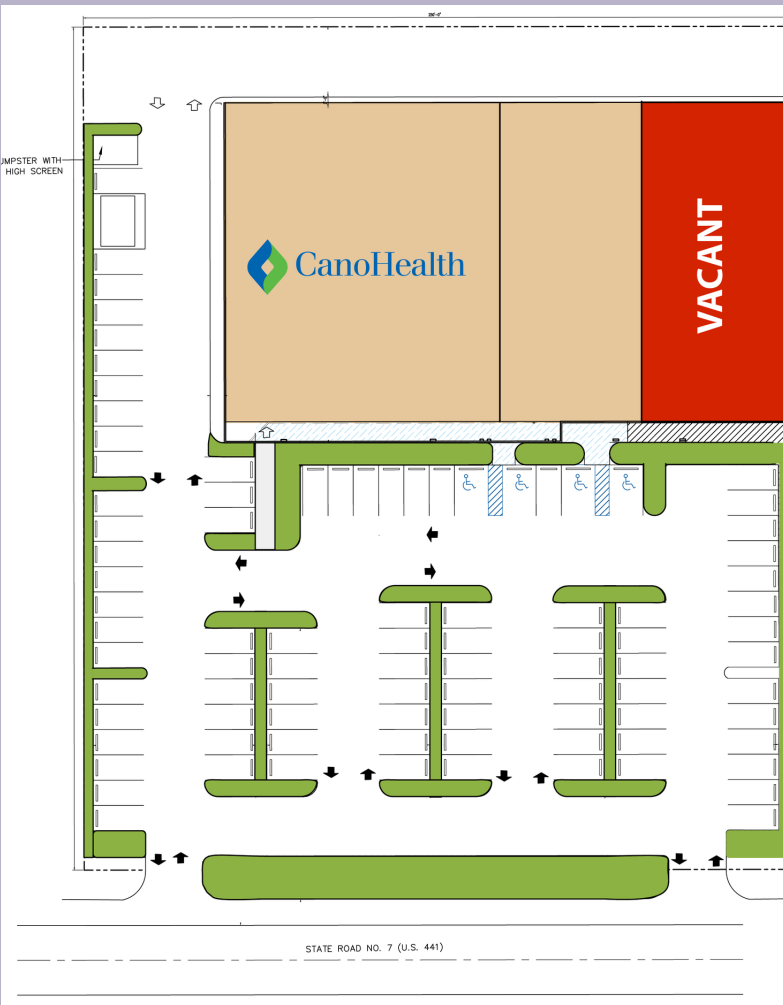 UMPSTER WITH
HIGH SCREEN
CanoHealth
VACANT
STATE ROAD NO. 7 (U.S. 441)